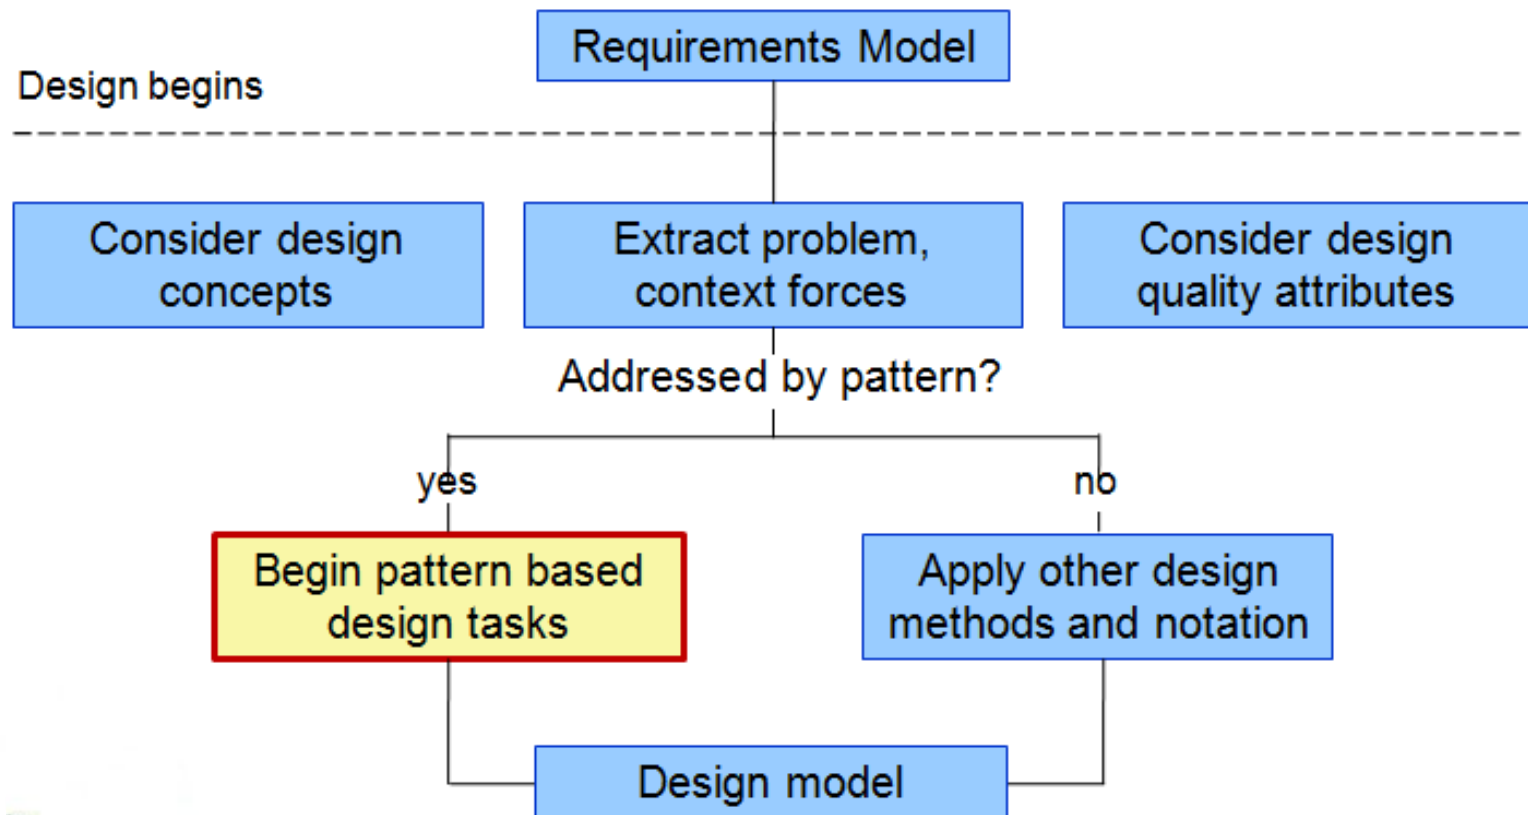 Requirements Model
Design begins
Consider design
concepts
Extract problem,
context forces
Consider design
quality attributes
Addressed by pattern?
yes
no
Begin pattern based
design tasks
Apply other design
methods and notation
Design model